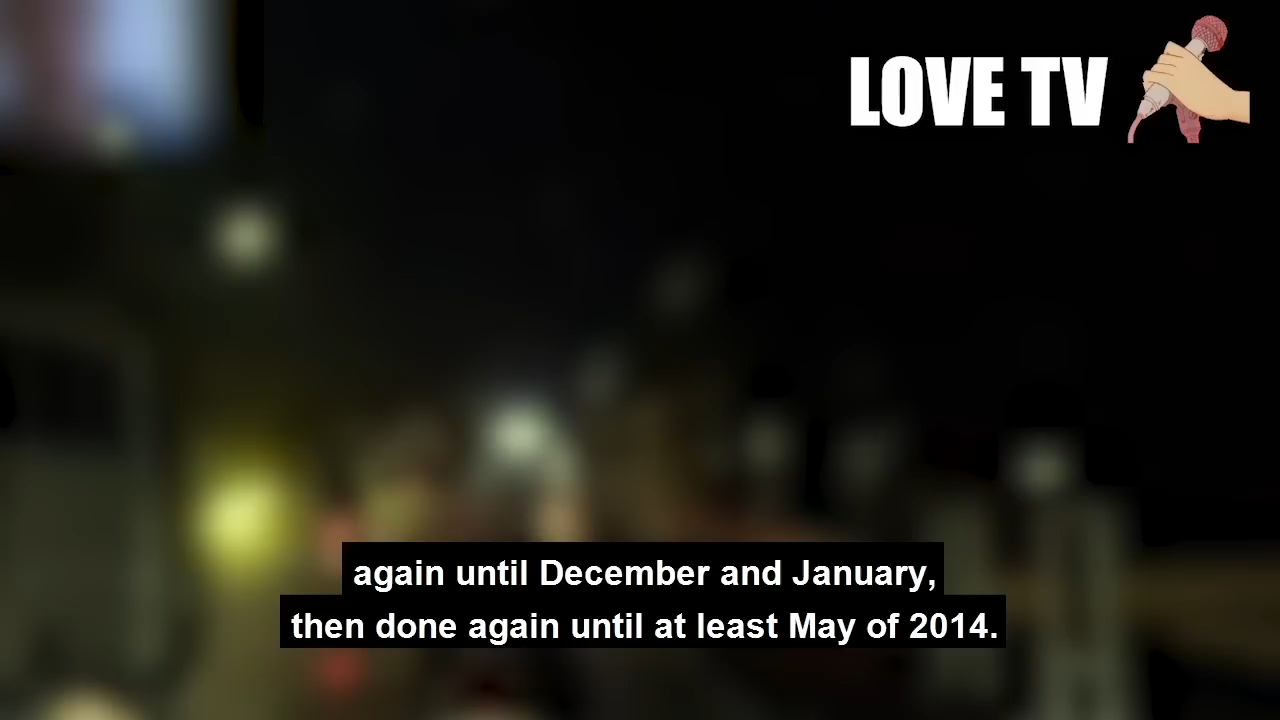 LOVE TV
again until December and January,
then done again until at least May of 2014.